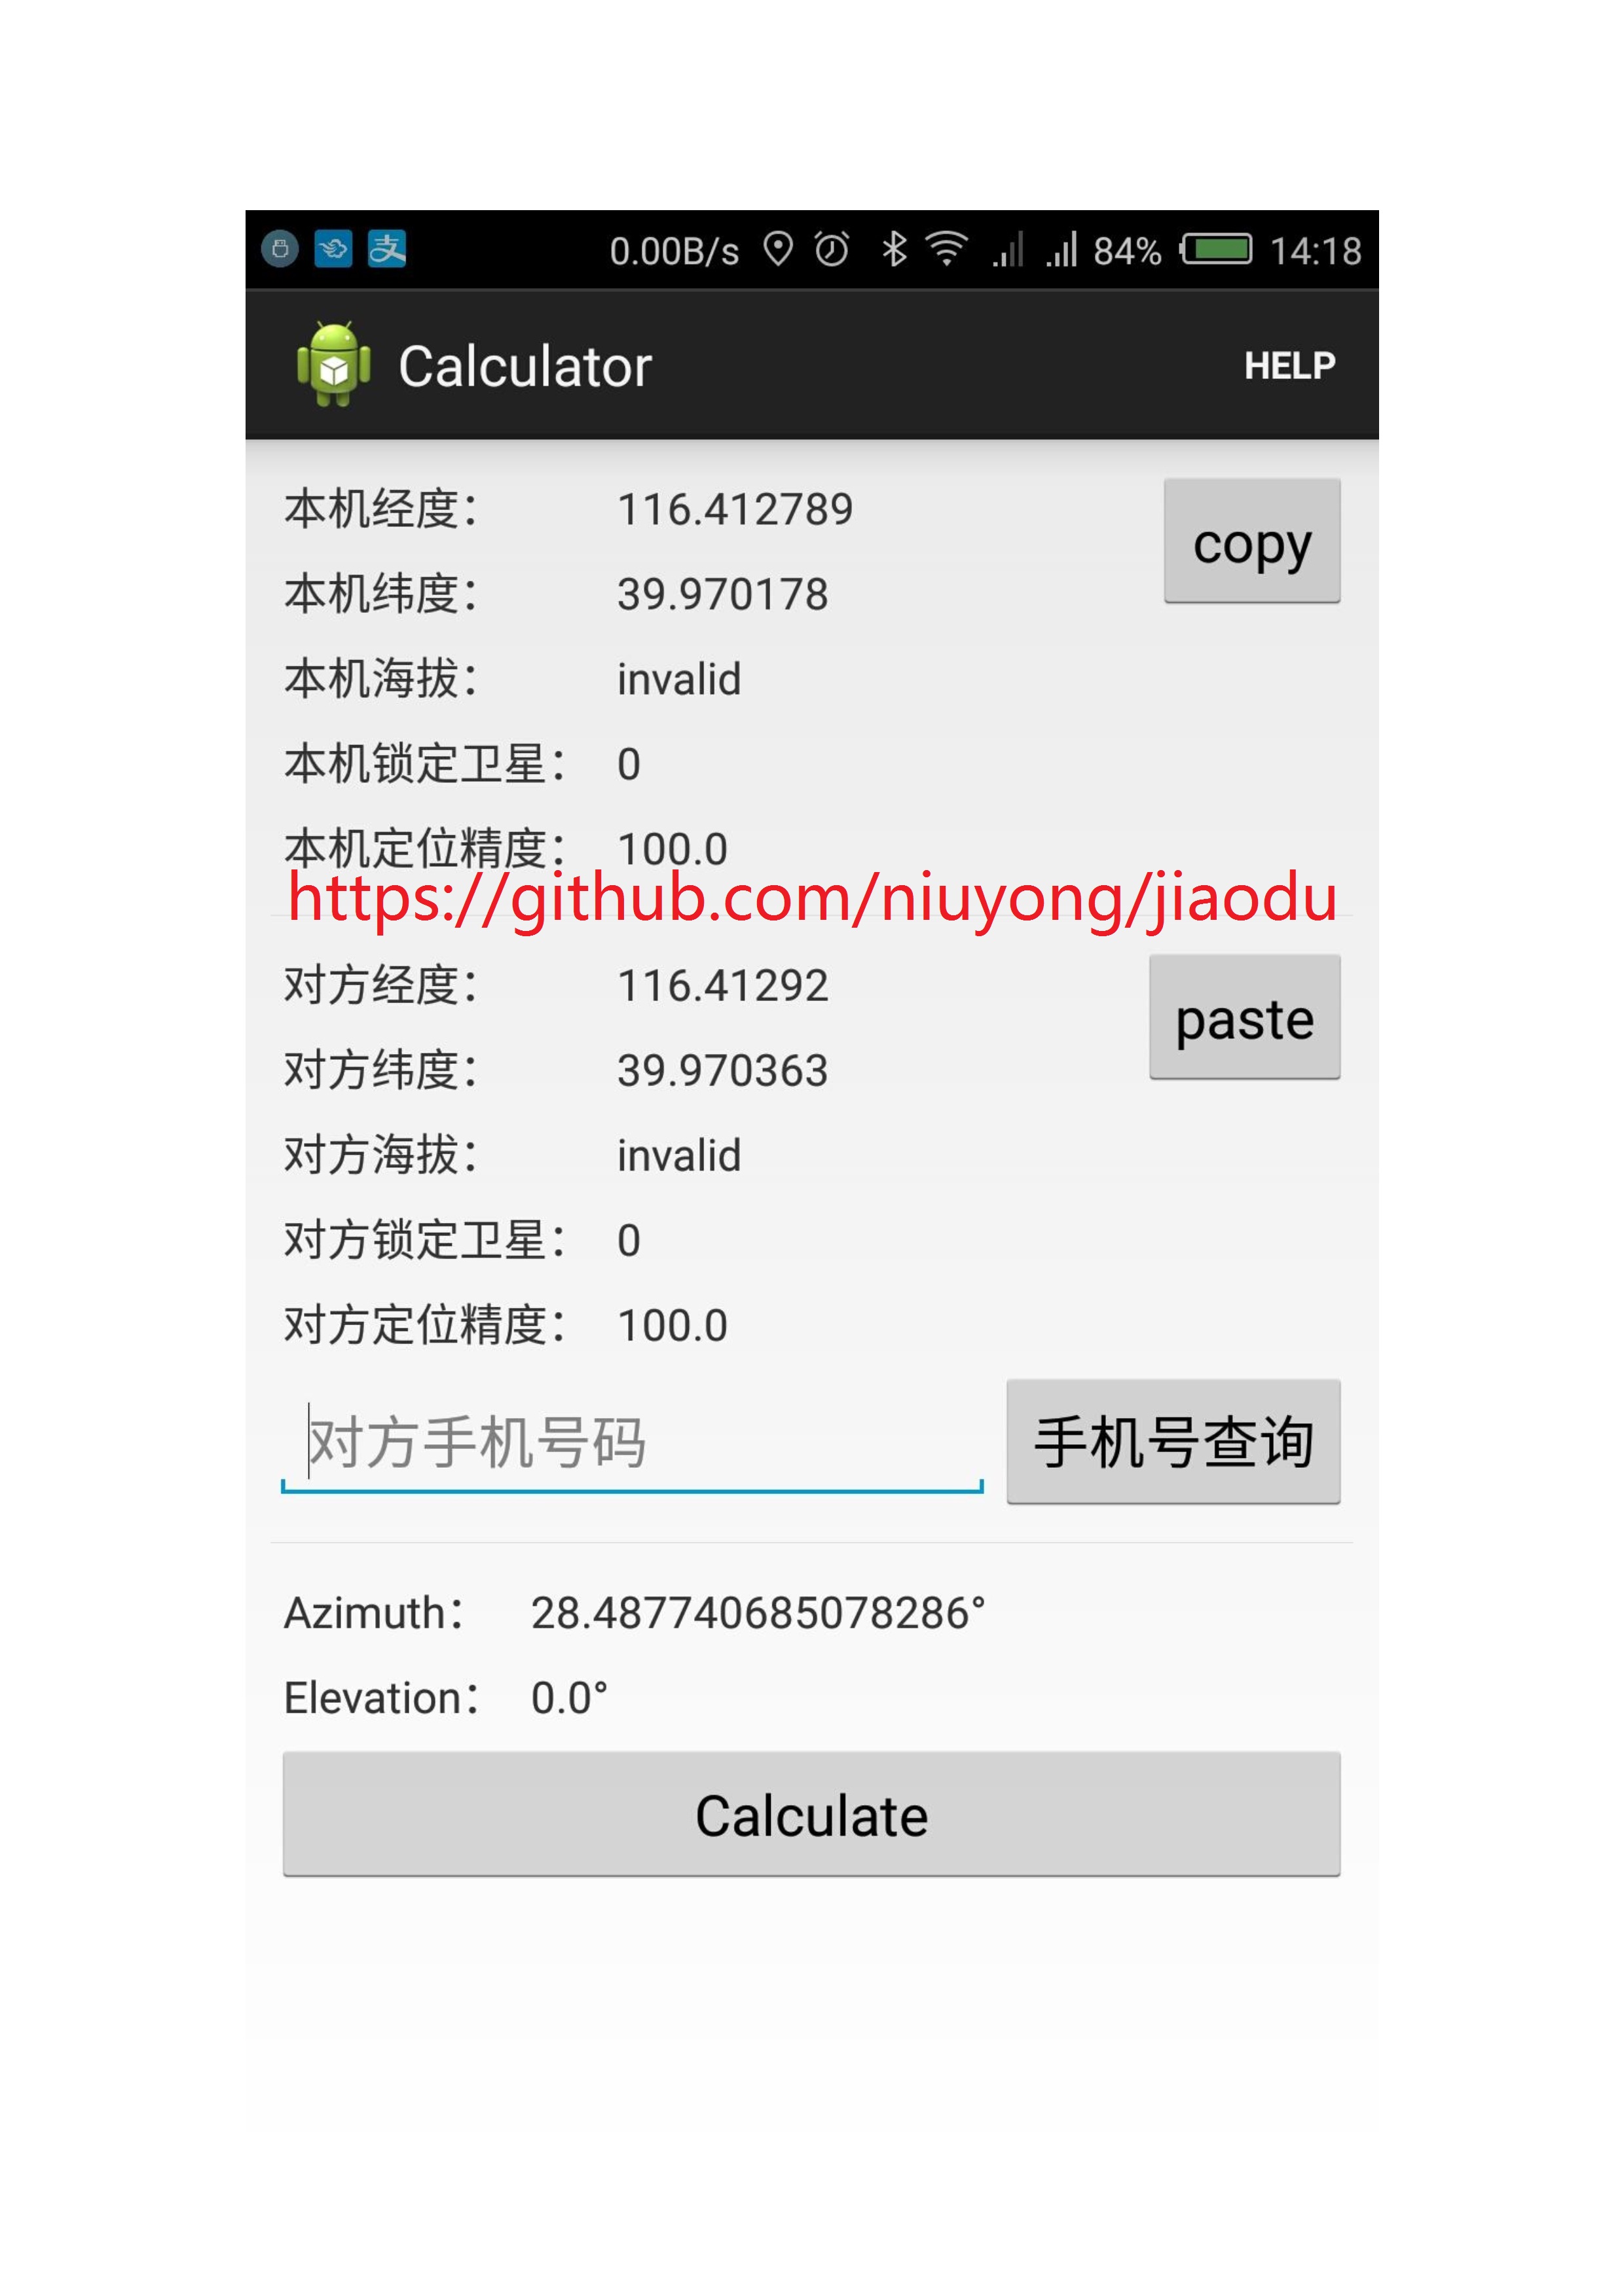 支 0.00B/s 84% 14:18
Calculator HELP
本机经度： 116.412789 copy
本机纬度： 39.970178
本机海拔： invalid
本机锁定卫星： 0
本机定位精度： 100.0
https://github.com/niuyong/jiaodu
对方经度： 116.41292 paste
对方纬度： 39.970363
对方海拔： invalid
对方锁定卫星： 0
对方定位精度： 100.0
对方手机号码 手机号查询
Azimuth： 28.487740685078286°
Elevation： 0.0°
Calculate